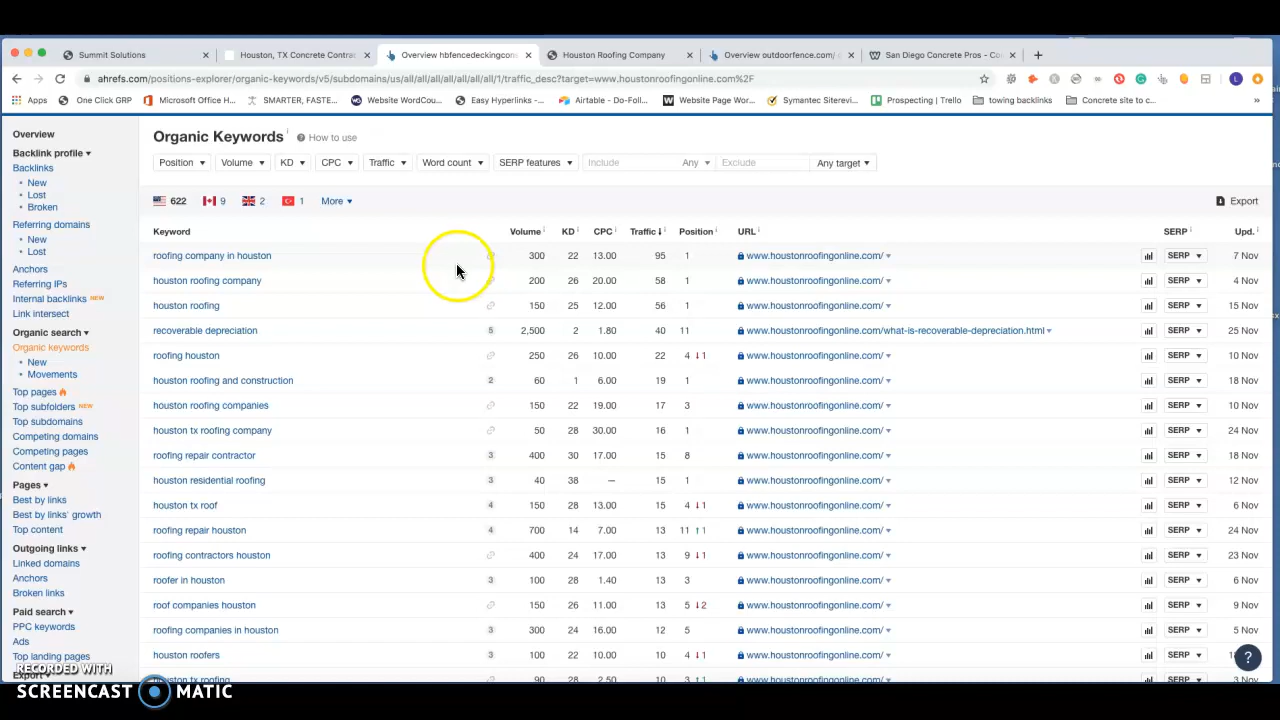 Summit Solutions ×
Houston, TX Concrete Contra ×
Overview hbfencedeckingcon ×
Houston Roofing Company ×
Overview outdoorfence.com/ ×
San Diego Concrete Pros - Co ×
ahrefs.com/positions-explorer/organic-keywords/v5/subdomains/us/all/all/all/all/all/all/all/1/traffic_desc?target=www.houstonroofingonline.com%2F
Apps One Click GRP Microsoft Office H... SMARTER, FASTE... Website WordCou... Easy Hyperlinks -... Airtable - Do-Foll... Website Page Wor... Symantec Siterevi... Prospecting | Trello towing backlinks Concrete site to c... »
Overview
Backlink profile
Backlinks
New
Lost
Broken
Referring domains
New
Lost
Anchors
Referring IPs
Internal backlinks NEW
Link intersect
Organic search
Organic keywords
New
Movements
Top pages
Top subfolders NEW
Top subdomains
Competing domains
Competing pages
Content gap
Pages
Best by links
Best by links' growth
Top content
Outgoing links
Linked domains
Anchors
Broken links
Paid search
PPC keywords
Ads
Top landing pages
Export
Organic Keywords i ? How to use
Position Volume KD CPC Traffic Word count SERP features Include Any Exclude Any target
622 9 2 1 More Export
Keyword Volume KD CPC Traffic Position URL SERP Upd.
roofing company in houston 300 22 13.00 95 1 www.houstonroofingonline.com/ SERP 7 Nov
houston roofing company 200 26 20.00 58 1 www.houstonroofingonline.com/ SERP 4 Nov
houston roofing 150 25 12.00 56 1 www.houstonroofingonline.com/ SERP 15 Nov
recoverable depreciation 5 2,500 2 1.80 40 11 www.houstonroofingonline.com/what-is-recoverable-depreciation.html SERP 25 Nov
roofing houston 250 26 10.00 22 4 ↓1 www.houstonroofingonline.com/ SERP 10 Nov
houston roofing and construction 2 60 1 6.00 19 1 www.houstonroofingonline.com/ SERP 18 Nov
houston roofing companies 150 22 19.00 17 3 www.houstonroofingonline.com/ SERP 10 Nov
houston tx roofing company 50 28 30.00 16 1 www.houstonroofingonline.com/ SERP 24 Nov
roofing repair contractor 3 400 30 17.00 15 8 www.houstonroofingonline.com/ SERP 18 Nov
houston residential roofing 3 40 38 — 15 1 www.houstonroofingonline.com/ SERP 12 Nov
houston tx roof 4 150 28 13.00 15 4 ↓1 www.houstonroofingonline.com/ SERP 6 Nov
roofing repair houston 4 700 14 7.00 13 11 ↑1 www.houstonroofingonline.com/ SERP 24 Nov
roofing contractors houston 400 24 17.00 13 9 ↓1 www.houstonroofingonline.com/ SERP 23 Nov
roofer in houston 3 100 28 1.40 13 3 www.houstonroofingonline.com/ SERP 6 Nov
roof companies houston 150 26 11.00 13 5 ↓2 www.houstonroofingonline.com/ SERP 9 Nov
roofing companies in houston 3 300 24 16.00 12 5 www.houstonroofingonline.com/ SERP 5 Nov
houston roofers 3 100 22 10.00 10 4 ↓1 www.houstonroofingonline.com/ SERP
houston tx roofing 90 28 2.50 10 3 ↑1 www.houstonroofingonline.com/ SERP 3 Nov
?
RECORDED WITH
SCREENCAST MATIC